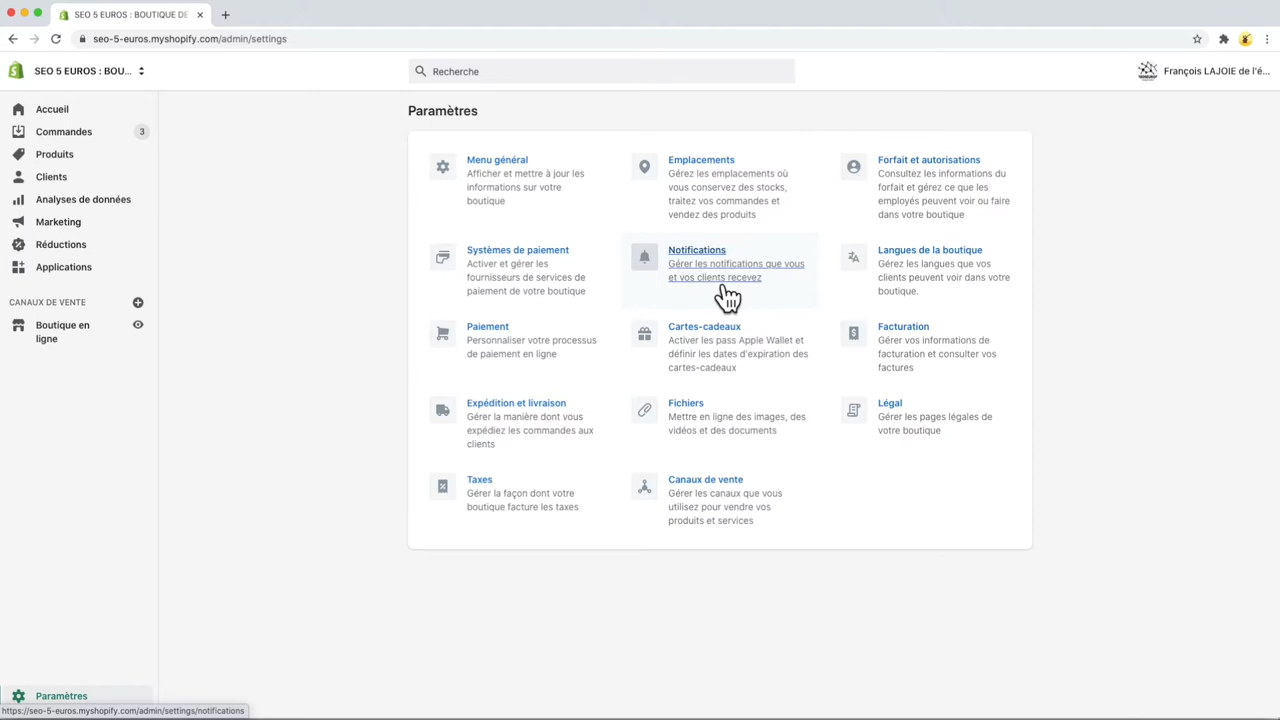 SEO 5 EUROS : BOUTIQUE DE
seo-5-euros.myshopify.com/admin/settings
SEO 5 EUROS : BOU...
Recherche
François LAJOIE de l'é...
Accueil
Commandes
3
Produits
Clients
Analyses de données
Marketing
Réductions
Applications
CANAUX DE VENTE
Boutique en
ligne
Paramètres
https://seo-5-euros.myshopify.com/admin/settings/notifications
Paramètres
Menu général
Afficher et mettre à jour les
informations sur votre
boutique
Emplacements
Gérez les emplacements où
vous conservez des stocks,
traitez vos commandes et
vendez des produits
Forfait et autorisations
Consultez les informations du
forfait et gérez ce que les
employés peuvent voir ou faire
dans votre boutique
Systèmes de paiement
Activer et gérer les
fournisseurs de services de
paiement de votre boutique
Notifications
Gérer les notifications que vous
et vos clients recevez
Langues de la boutique
Gérez les langues que vos
clients peuvent voir dans votre
boutique.
Paiement
Personnaliser votre processus
de paiement en ligne
Cartes-cadeaux
Activer les pass Apple Wallet et
définir les dates d'expiration des
cartes-cadeaux
Facturation
Gérer vos informations de
facturation et consulter vos
factures
Expédition et livraison
Gérer la manière dont vous
expédiez les commandes aux
clients
Fichiers
Mettre en ligne des images, des
vidéos et des documents
Légal
Gérer les pages légales de
votre boutique
Taxes
Gérer la façon dont votre
boutique facture les taxes
Canaux de vente
Gérer les canaux que vous
utilisez pour vendre vos
produits et services